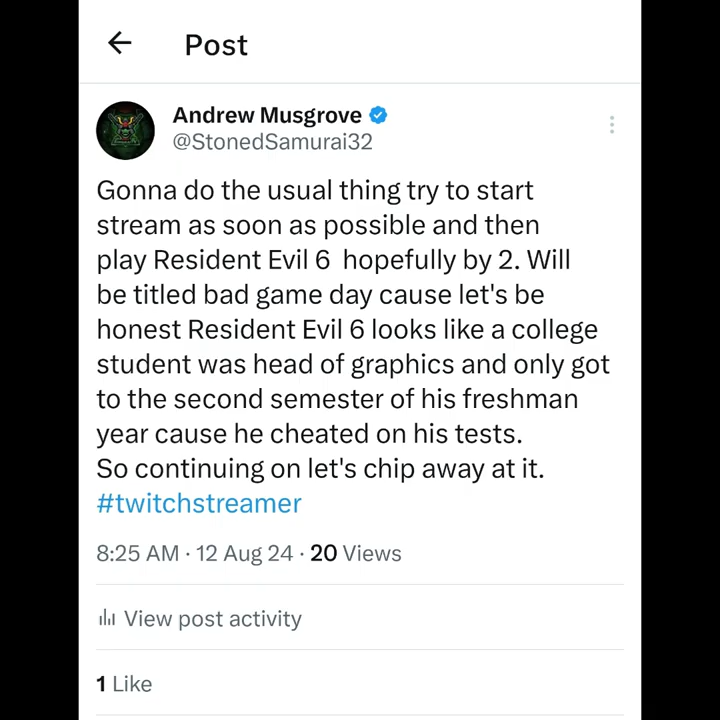 Post
Andrew Musgrove
@StonedSamurai32
Gonna do the usual thing try to start
stream as soon as possible and then
play Resident Evil 6  hopefully by 2. Will
be titled bad game day cause let's be
honest Resident Evil 6 looks like a college
student was head of graphics and only got
to the second semester of his freshman
year cause he cheated on his tests.
So continuing on let's chip away at it.
#twitchstreamer
8:25 AM · 12 Aug 24 · 20 Views
View post activity
1 Like